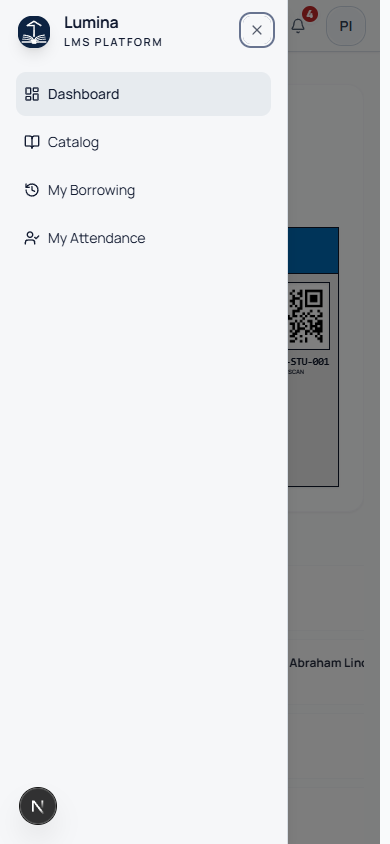 Lumina
LMS PLATFORM
4
PI
Dashboard
Catalog
My Borrowing
My Attendance
-STU-001
SCAN
Abraham Linc
N